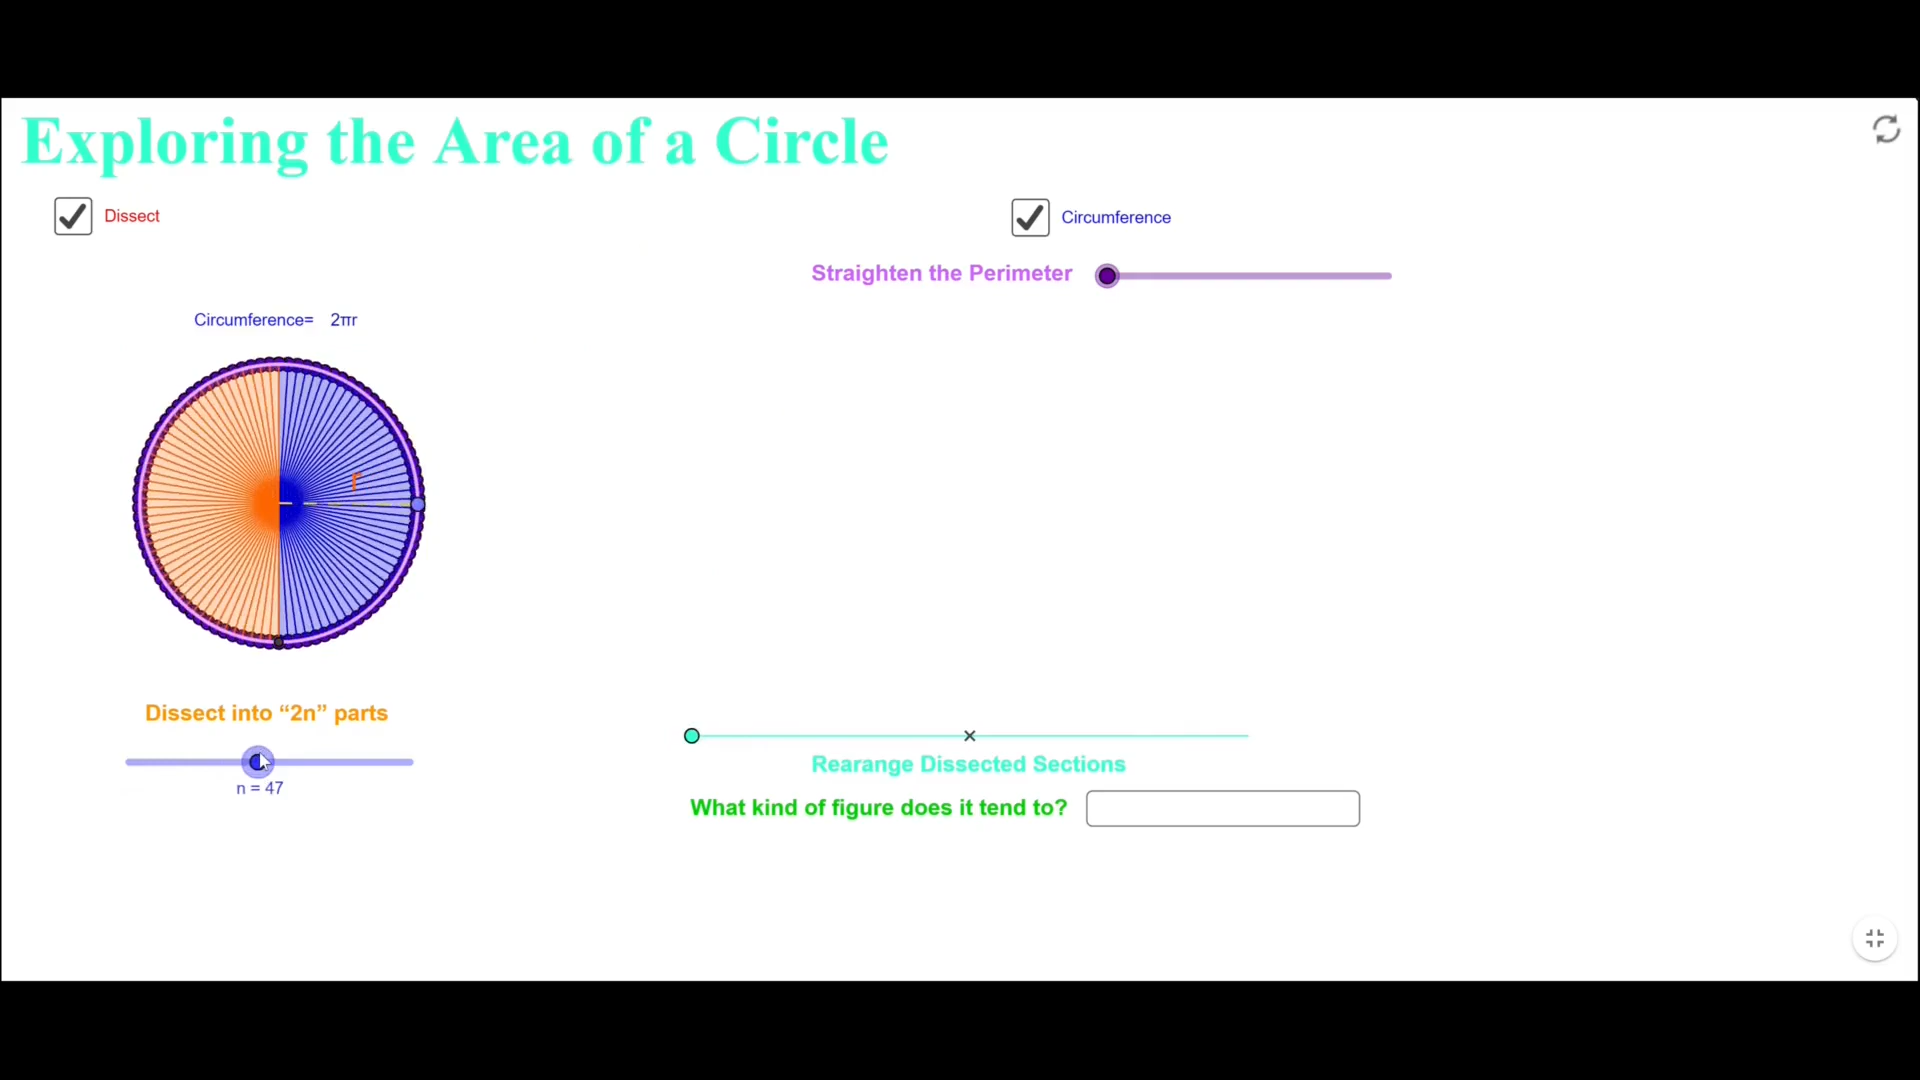 Exploring the Area of a Circle
Dissect
Circumference
Straighten the Perimeter
Circumference= 2πr
r
Dissect into “2n” parts
n = 47
Rearange Dissected Sections
What kind of figure does it tend to?